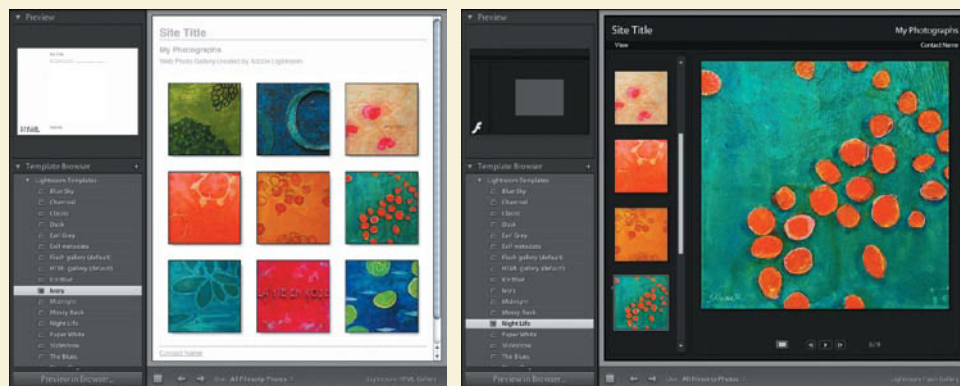 Preview
HTML
Template Browser +
Lightroom Templates
Blue Sky
Charcoal
Classic
Dusk
Earl Grey
Exif metadata
Flash gallery (default)
HTML gallery (default)
Ice Blue
Ivory
Midnight
Mossy Rock
Night Life
Paper White
Slideshow
The Blues
Preview in Browser...
Site Title
My Photographs
Web Photo Gallery created by Adobe Lightroom
LA VIE EN ROSE
Contact Name
Use: All Filmstrip Photos
Lightroom HTML Gallery
Preview
Template Browser +
Lightroom Templates
Blue Sky
Charcoal
Classic
Dusk
Earl Grey
Exif metadata
Flash gallery (default)
HTML gallery (default)
Ice Blue
Ivory
Midnight
Mossy Rock
Night Life
Paper White
Slideshow
The Blues
Preview in Browser...
Site Title
My Photographs
View
Contact Name
Use: All Filmstrip Photos
Lightroom Flash Gallery